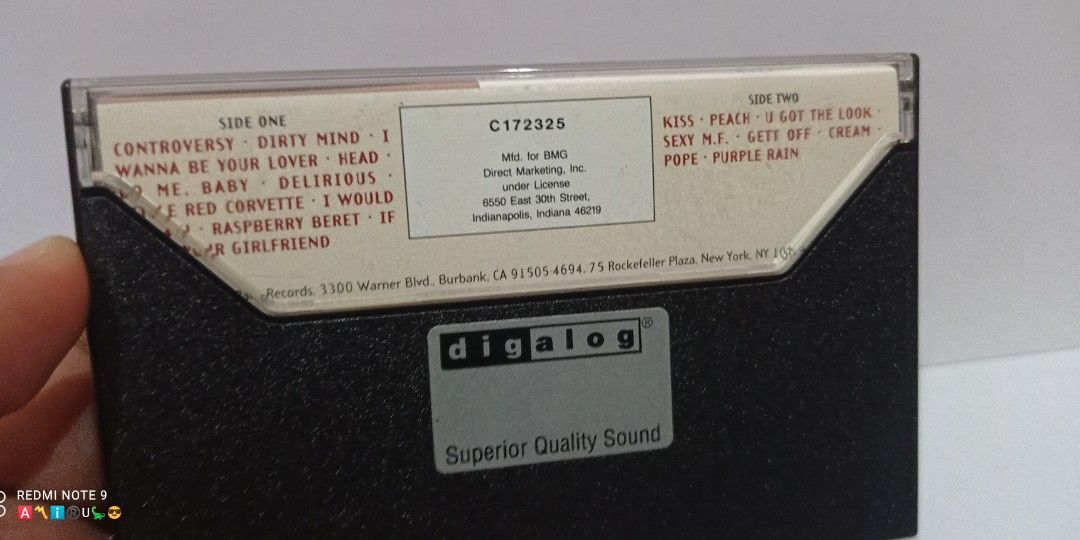 SIDE ONE
CONTROVERSY · DIRTY MIND · I
WANNA BE YOUR LOVER · HEAD ·
ME, BABY · DELIRIOUS ·
RED CORVETTE · I WOULD
· RASPBERRY BERET · IF
GIRLFRIEND
C172325
Mfd. for BMG
Direct Marketing, Inc.
under License
6550 East 30th Street,
Indianapolis, Indiana 46219
SIDE TWO
KISS · PEACH · U GOT THE LOOK ·
SEXY M.F. · GETT OFF · CREAM ·
POPE · PURPLE RAIN
Records, 3300 Warner Blvd., Burbank, CA 91505-4694. 75 Rockefeller Plaza, New York, NY
digalog®
Superior Quality Sound
REDMI NOTE 9